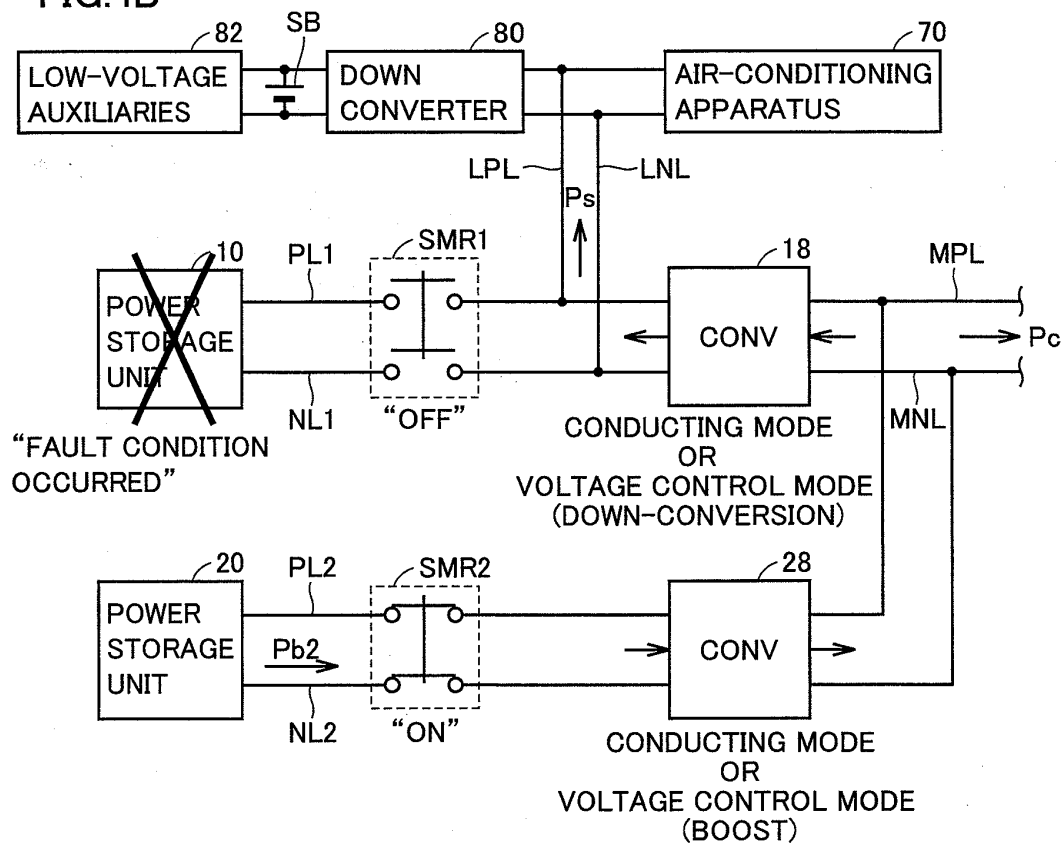 FIG.4B
82
SB
80
70
LOW-VOLTAGE
AUXILIARIES
DOWN
CONVERTER
AIR-CONDITIONING
APPARATUS
LPL
LNL
Ps
10
PL1
SMR1
18
MPL
POWER
STORAGE
UNIT
CONV
Pc
NL1
"OFF"
MNL
"FAULT CONDITION
OCCURRED"
CONDUCTING MODE
OR
VOLTAGE CONTROL MODE
(DOWN-CONVERSION)
20
PL2
SMR2
28
POWER
STORAGE
UNIT
Pb2
CONV
NL2
"ON"
CONDUCTING MODE
OR
VOLTAGE CONTROL MODE
(BOOST)